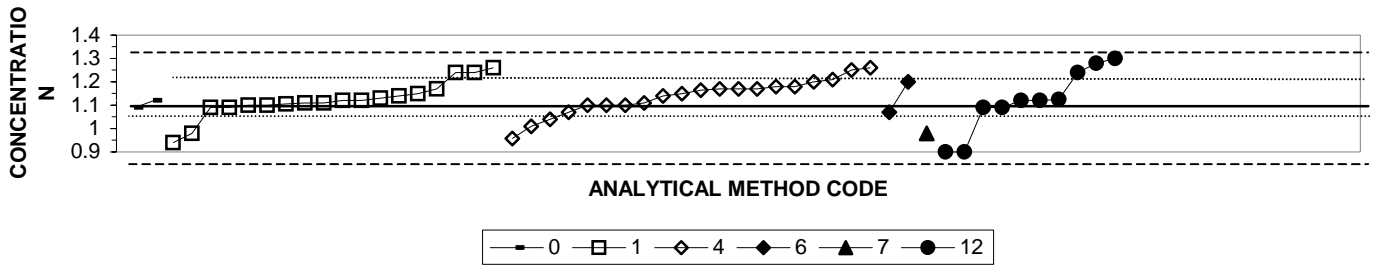 CONCENTRATIO
N
1.4
1.3
1.2
1.1
1
0.9
ANALYTICAL METHOD CODE
0 1 4 6 7 12